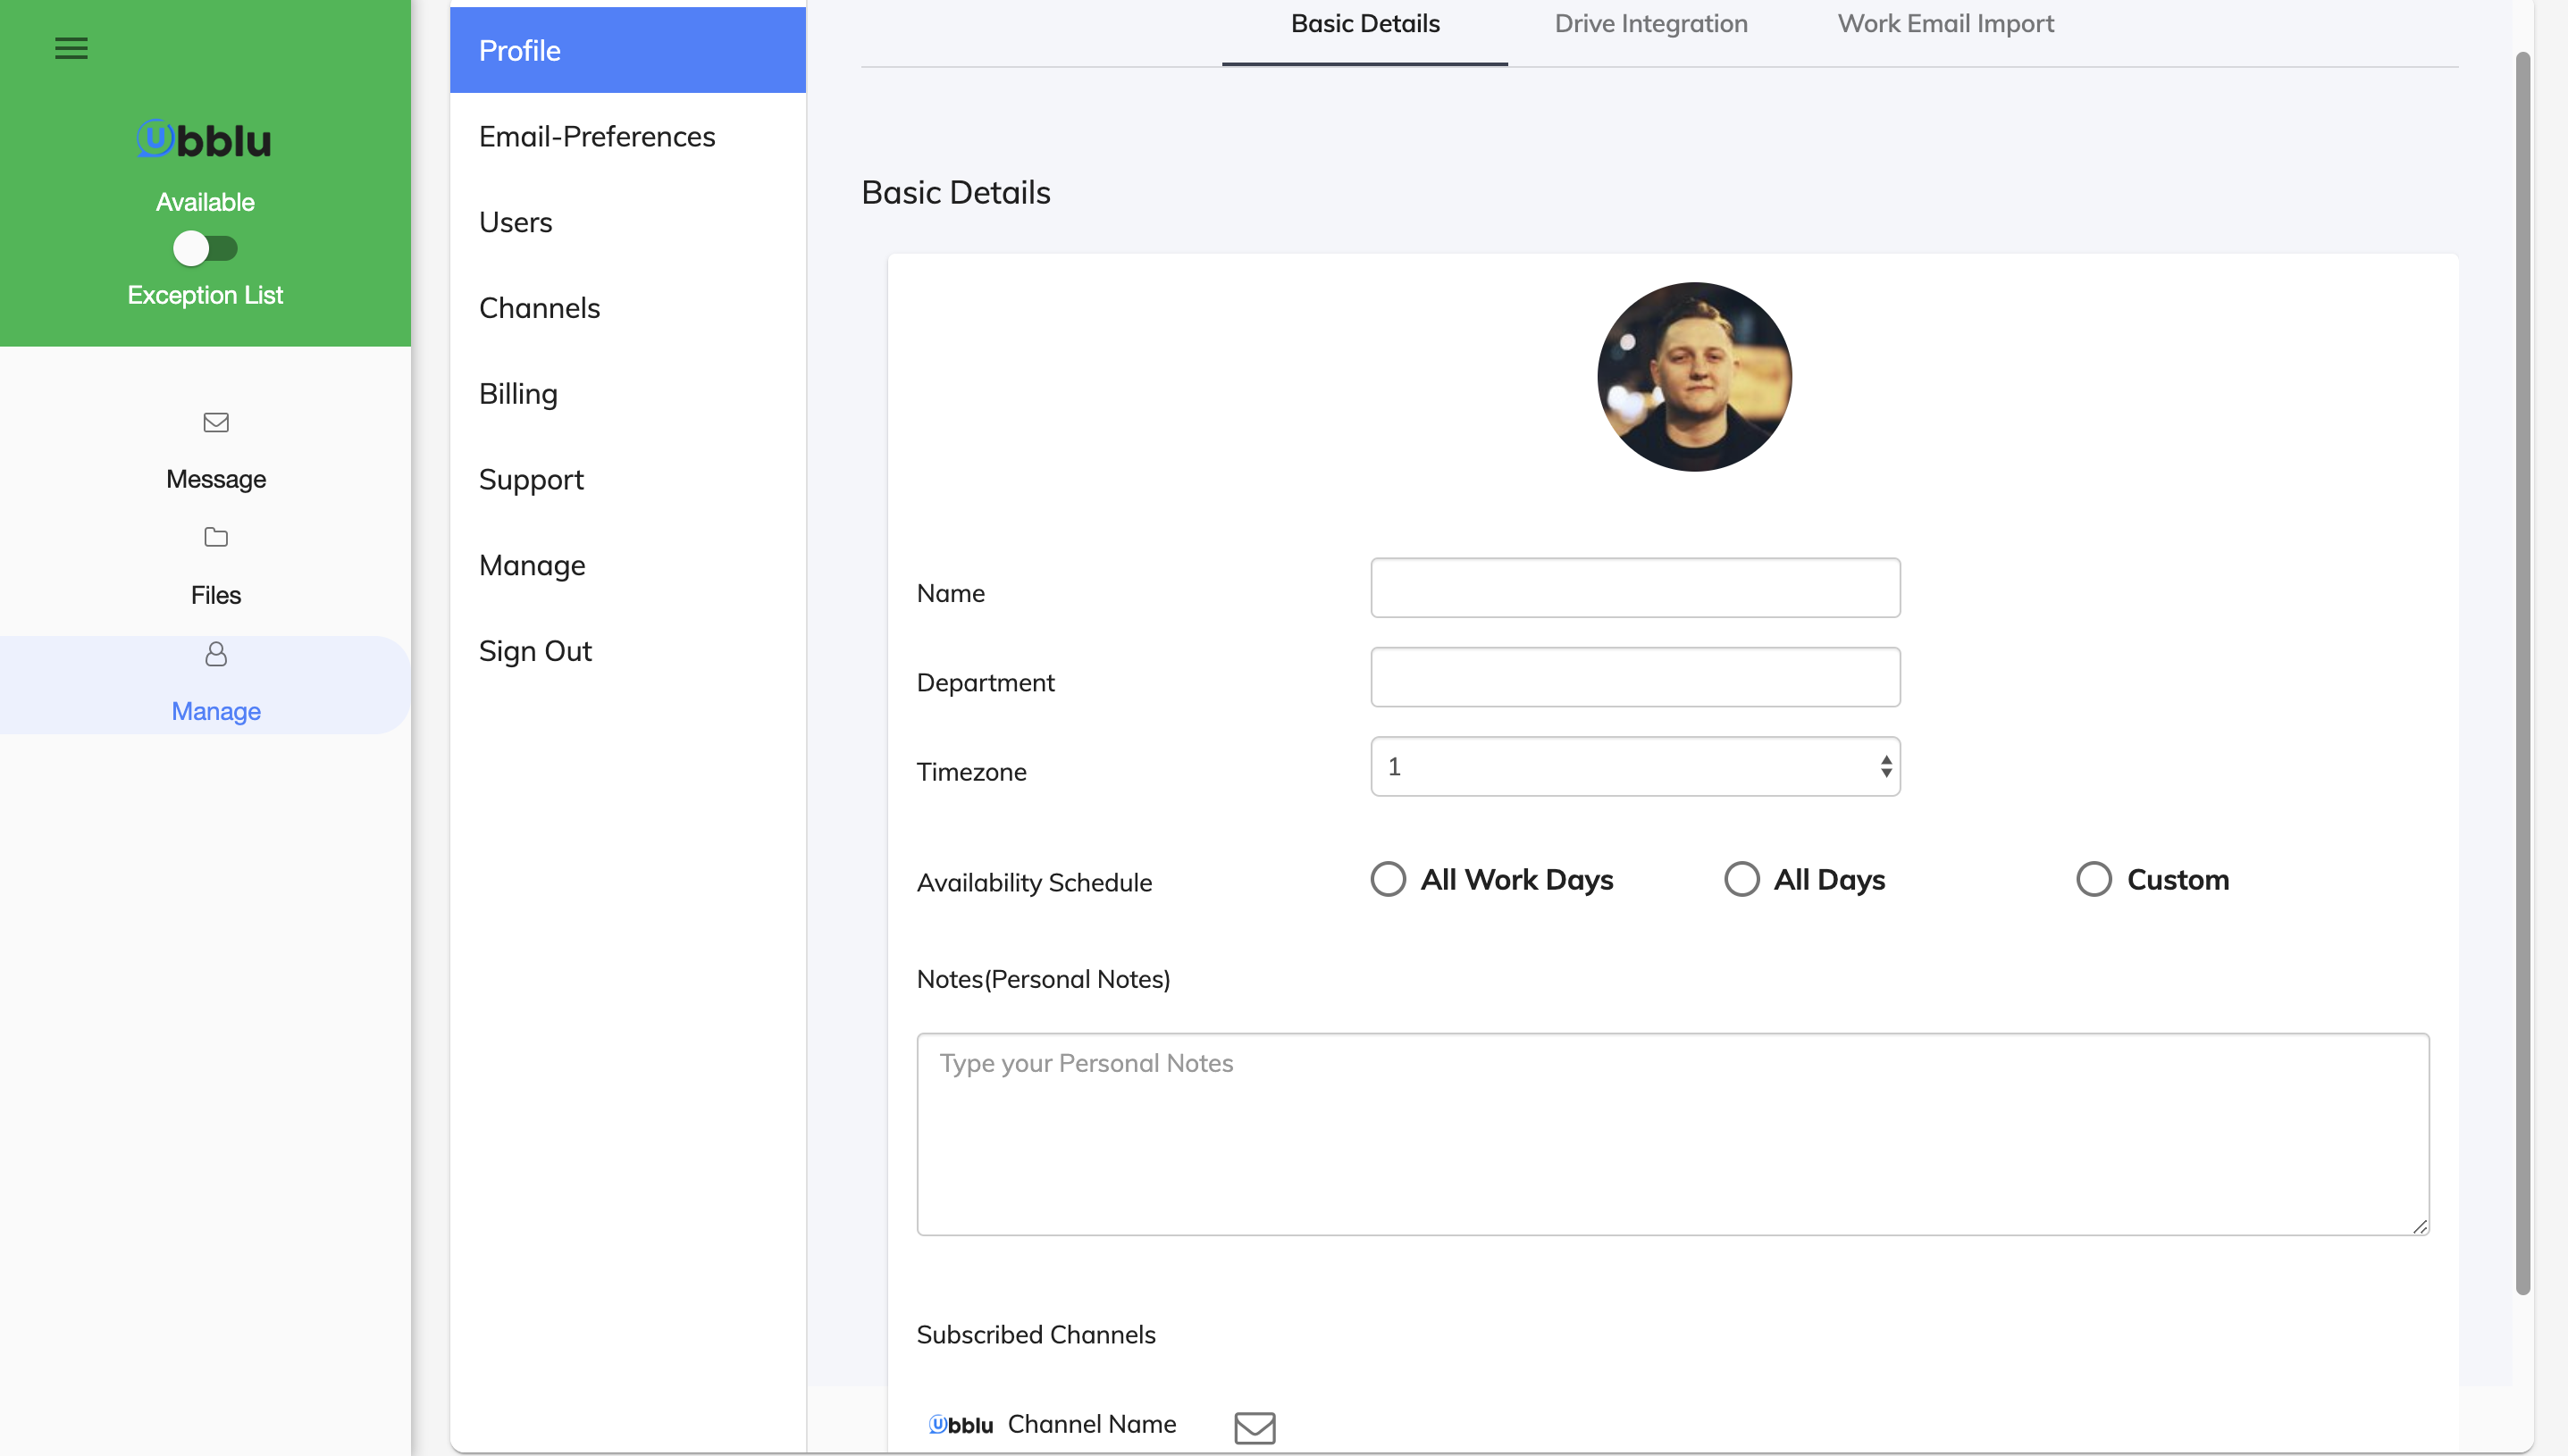 Ubblu
Available
Exception List
Message
Files
Manage
Profile
Email-Preferences
Users
Channels
Billing
Support
Manage
Sign Out
Basic Details Drive Integration Work Email Import
Basic Details
Name
Department
Timezone 1
Availability Schedule All Work Days All Days Custom
Notes(Personal Notes)
Type your Personal Notes
Subscribed Channels
Ubblu Channel Name